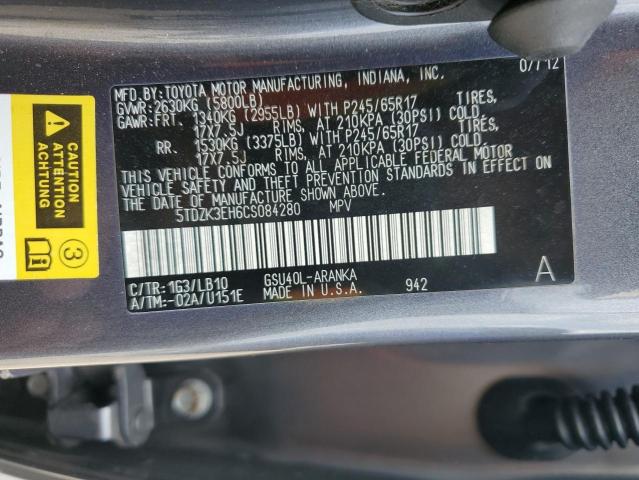 07/12
MFD.BY:TOYOTA MOTOR MANUFACTURING, INDIANA, INC.
GVWR:2630KG (5800LB)
GAWR:FRT. 1340KG (2955LB) WITH P245/65R17 TIRES,
17X7.5J RIMS, AT 210KPA (30PSI) COLD
RR. 1530KG (3375LB) WITH P245/65R17 TIRES,
17X7.5J RIMS, AT 210KPA (30PSI) COLD.
THIS VEHICLE CONFORMS TO ALL APPLICABLE FEDERAL MOTOR
VEHICLE SAFETY AND THEFT PREVENTION STANDARDS IN EFFECT ON
THE DATE OF MANUFACTURE SHOWN ABOVE.
5TDZK3EH6CS084280 MPV
C/TR:1G3/LB10 GSU40L-ARANKA A
A/TM:-02A/U151E MADE IN U.S.A. 942
CAUTION
ATTENTION
3